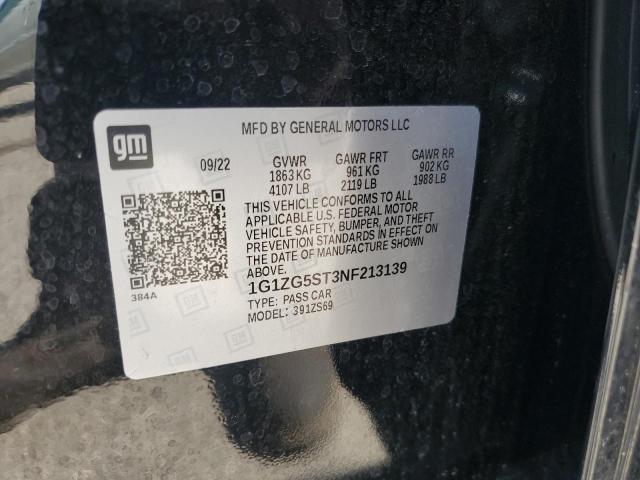 gm
MFD BY GENERAL MOTORS LLC
09/22 GVWR GAWR FRT GAWR RR
1863 KG 961 KG 902 KG
4107 LB 2119 LB 1988 LB
THIS VEHICLE CONFORMS TO ALL
APPLICABLE U.S. FEDERAL MOTOR
VEHICLE SAFETY, BUMPER, AND THEFT
PREVENTION STANDARDS IN EFFECT ON
THE DATE OF MANUFACTURE SHOWN
ABOVE.
384A
1G1ZG5ST3NF213139
TYPE: PASS CAR
MODEL: 391ZS69